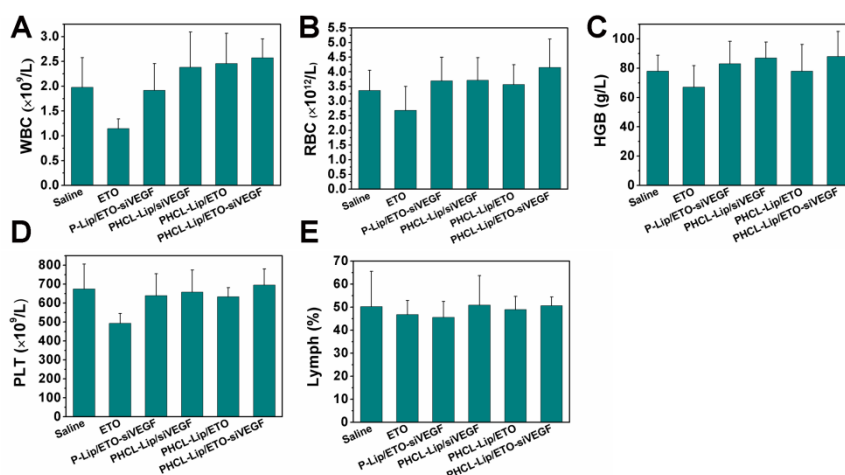 A
WBC (×10⁹/L)
3.0
2.5
2.0
1.5
1.0
0.5
0.0
Saline
ETO
P-Lip/ETO-siVEGF
PHCL-Lip/siVEGF
PHCL-Lip/ETO
PHCL-Lip/ETO-siVEGF
B
RBC (×10¹²/L)
5.5
5.0
4.5
4.0
3.5
3.0
2.5
2.0
1.5
1.0
0.5
0.0
Saline
ETO
P-Lip/ETO-siVEGF
PHCL-Lip/siVEGF
PHCL-Lip/ETO
PHCL-Lip/ETO-siVEGF
C
HGB (g/L)
100
80
60
40
20
0
Saline
ETO
P-Lip/ETO-siVEGF
PHCL-Lip/siVEGF
PHCL-Lip/ETO
PHCL-Lip/ETO-siVEGF
D
PLT (×10⁹/L)
800
700
600
500
400
300
200
100
0
Saline
ETO
P-Lip/ETO-siVEGF
PHCL-Lip/siVEGF
PHCL-Lip/ETO
PHCL-Lip/ETO-siVEGF
E
Lymph (%)
70
60
50
40
30
20
10
0
Saline
ETO
P-Lip/ETO-siVEGF
PHCL-Lip/siVEGF
PHCL-Lip/ETO
PHCL-Lip/ETO-siVEGF